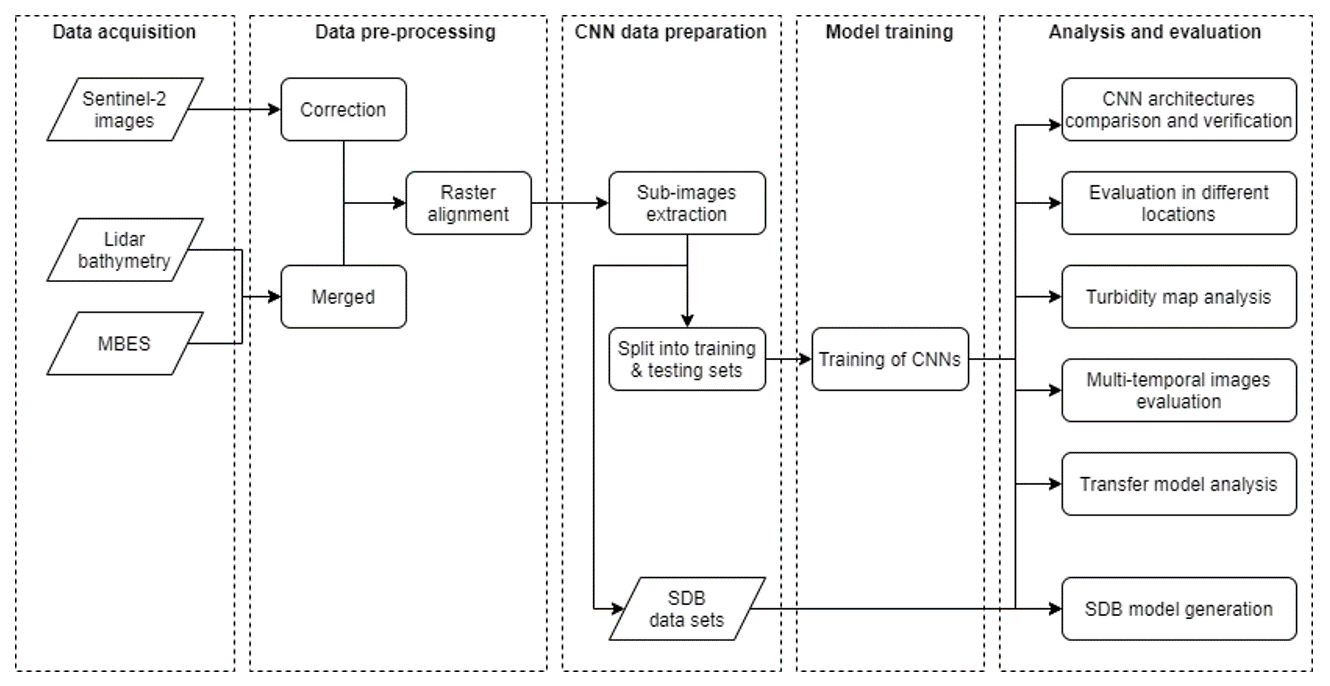 Data acquisition
Data pre-processing
CNN data preparation
Model training
Analysis and evaluation
Sentinel-2
images
Lidar
bathymetry
MBES
Correction
Merged
Raster
alignment
Sub-images
extraction
Split into training
& testing sets
SDB
data sets
Training of CNNs
CNN architectures
comparison and verification
Evaluation in different
locations
Turbidity map analysis
Multi-temporal images
evaluation
Transfer model analysis
SDB model generation